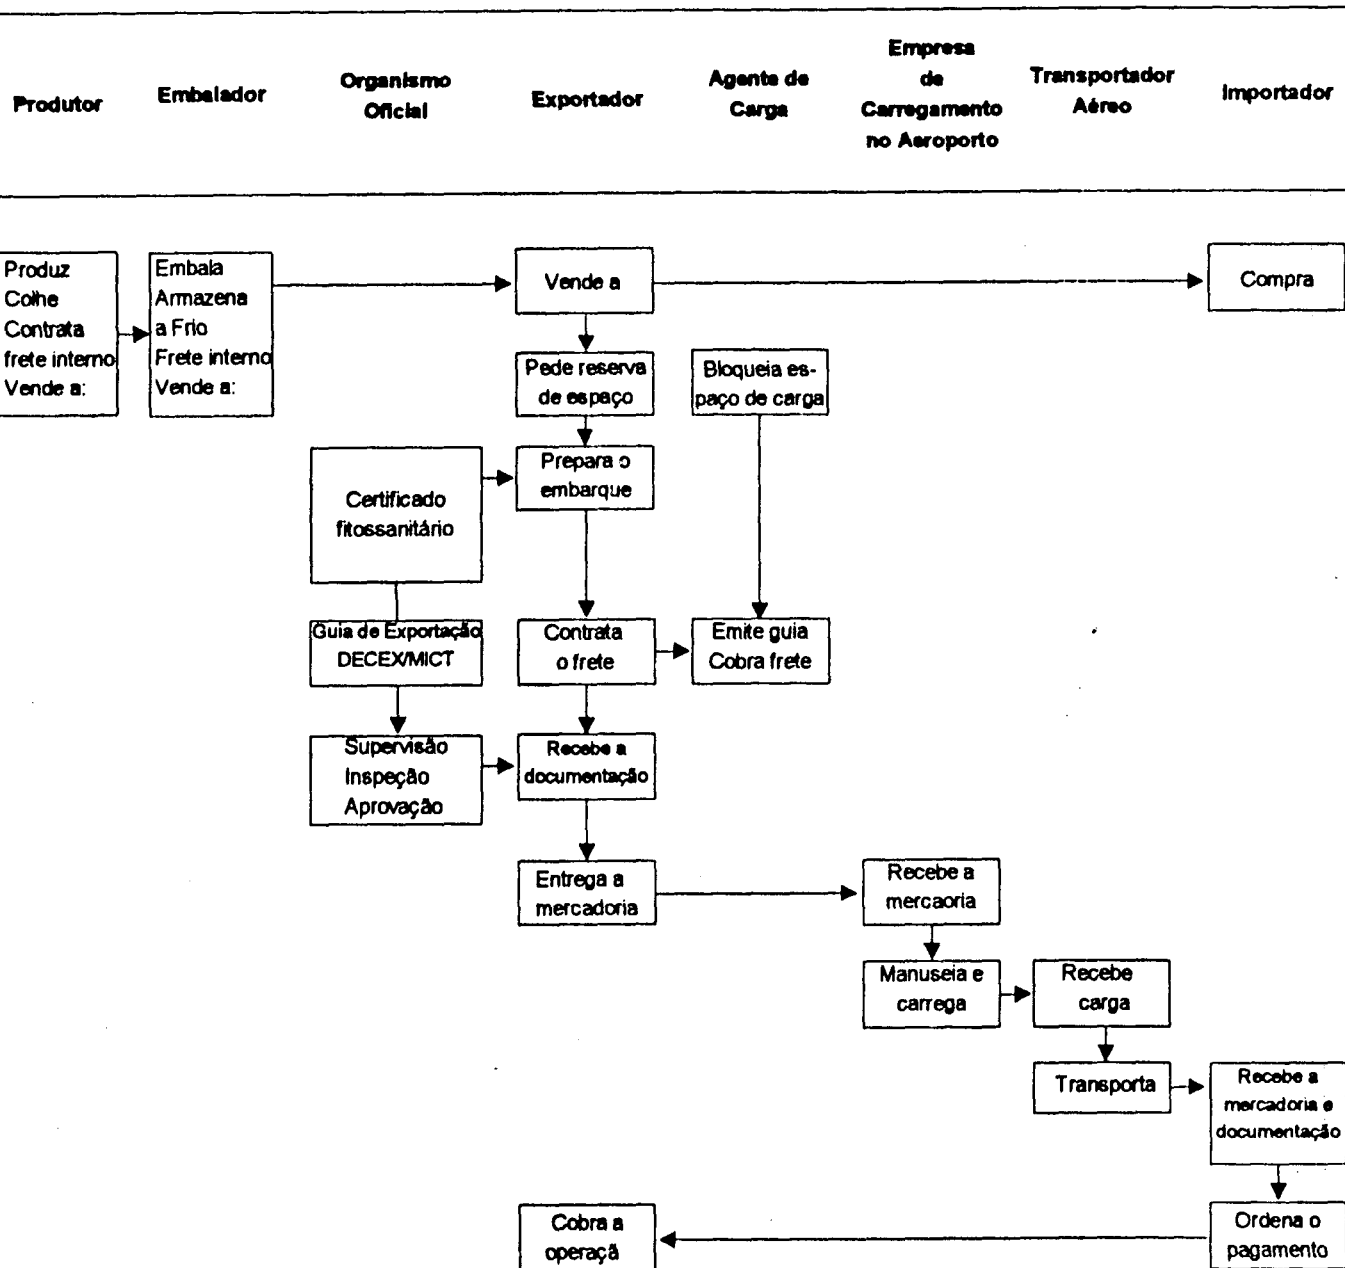 Produtor
Embalador
Organismo
Oficial
Exportador
Agente de
Carga
Empresa
de
Carregamento
no Aeroporto
Transportador
Aéreo
Importador
Produz
Colhe
Contrata
frete interno
Vende a:
Embala
Armazena
a Frio
Frete interno
Vende a:
Vende a
Compra
Pede reserva
de espaço
Bloqueia es-
paço de carga
Certificado
fitossanitário
Prepara o
embarque
Guia de Exportação
DECEX/MICT
Contrata
o frete
Emite guia
Cobra frete
Supervisão
Inspeção
Aprovação
Recebe a
documentação
Entrega a
mercadoria
Recebe a
mercaoria
Manuseia e
carrega
Recebe
carga
Transporta
Recebe a
mercadoria e
documentação
Cobra a
operaçã
Ordena o
pagamento